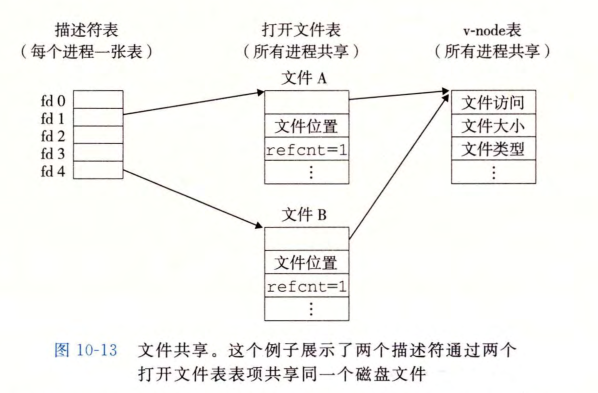 描述符表
（每个进程一张表）
打开文件表
（所有进程共享）
v-node表
（所有进程共享）
fd 0
fd 1
fd 2
fd 3
fd 4
文件 A
文件位置
refcnt=1
⋮
文件 B
文件位置
refcnt=1
⋮
文件访问
文件大小
文件类型
⋮
图 10-13 文件共享。这个例子展示了两个描述符通过两个
打开文件表表项共享同一个磁盘文件